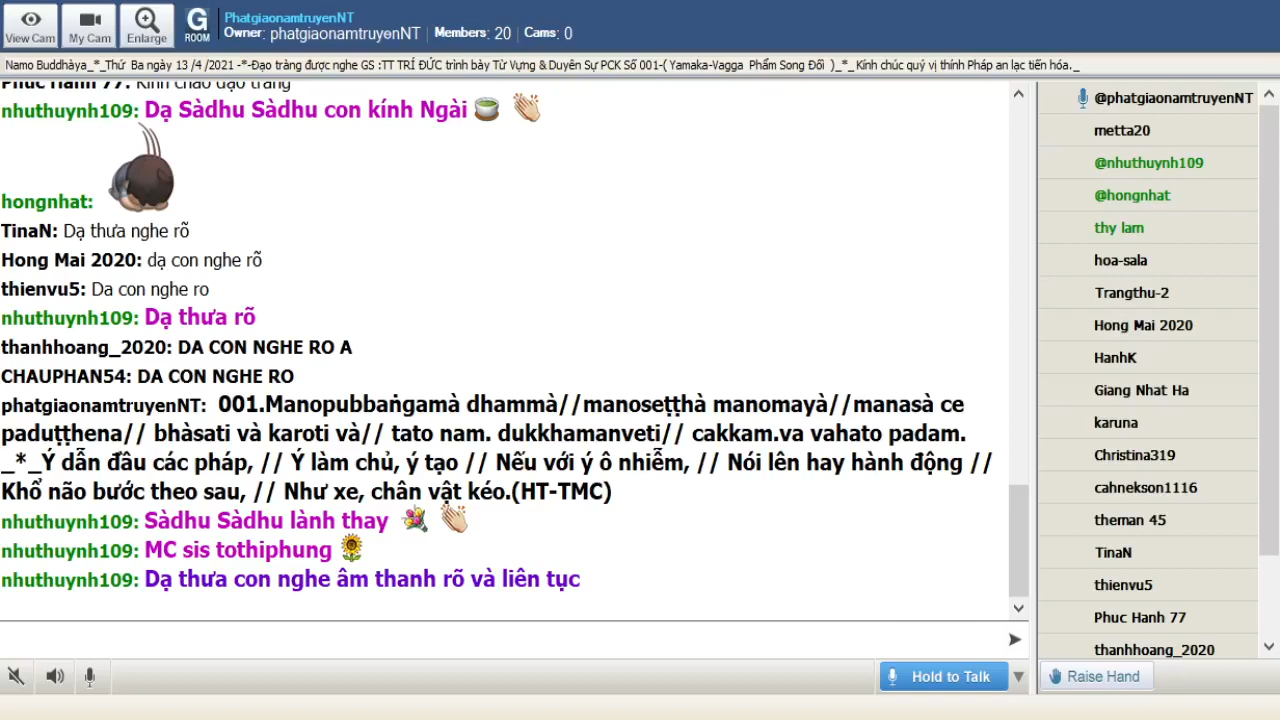 View Cam
My Cam
Enlarge
G
ROOM
PhatgiaonamtruyenNT
Owner: phatgiaonamtruyenNT | Members: 20 | Cams: 0
Namo Buddhàya_*_Thứ Ba ngày 13 /4 /2021 -*-Đạo tràng được nghe GS :TT TRÍ ĐỨC trình bày Từ Vựng & Duyên Sự PCK Số 001-( Yamaka-Vagga Phẩm Song Đối )_*_ Kính chúc quý vị thính Pháp an lạc tiến hóa._
Phuc Hanh 77: Kính chào đạo tràng
nhuthuynh109: Dạ Sàdhu Sàdhu con kính Ngài
hongnhat:
TinaN: Dạ thưa nghe rõ
Hong Mai 2020: dạ con nghe rõ
thienvu5: Da con nghe ro
nhuthuynh109: Dạ thưa rõ
thanhhoang_2020: DA CON NGHE RO A
CHAUPHAN54: DA CON NGHE RO
phatgiaonamtruyenNT: 001.Manopubbaṅgamà dhammà//manoseṭṭhà manomayà//manasà ce
paduṭṭhena// bhàsati và karoti và// tato nam. dukkhamanveti// cakkam.va vahato padam.
_*_Ý dẫn đầu các pháp, // Ý làm chủ, ý tạo // Nếu với ý ô nhiễm, // Nói lên hay hành động //
Khổ não bước theo sau, // Như xe, chân vật kéo.(HT-TMC)
nhuthuynh109: Sàdhu Sàdhu lành thay
nhuthuynh109: MC sis tothiphung
nhuthuynh109: Dạ thưa con nghe âm thanh rõ và liên tục
Hold to Talk
@phatgiaonamtruyenNT
metta20
@nhuthuynh109
@hongnhat
thy lam
hoa-sala
Trangthu-2
Hong Mai 2020
HanhK
Giang Nhat Ha
karuna
Christina319
cahnekson1116
theman 45
TinaN
thienvu5
Phuc Hanh 77
thanhhoang_2020
Raise Hand